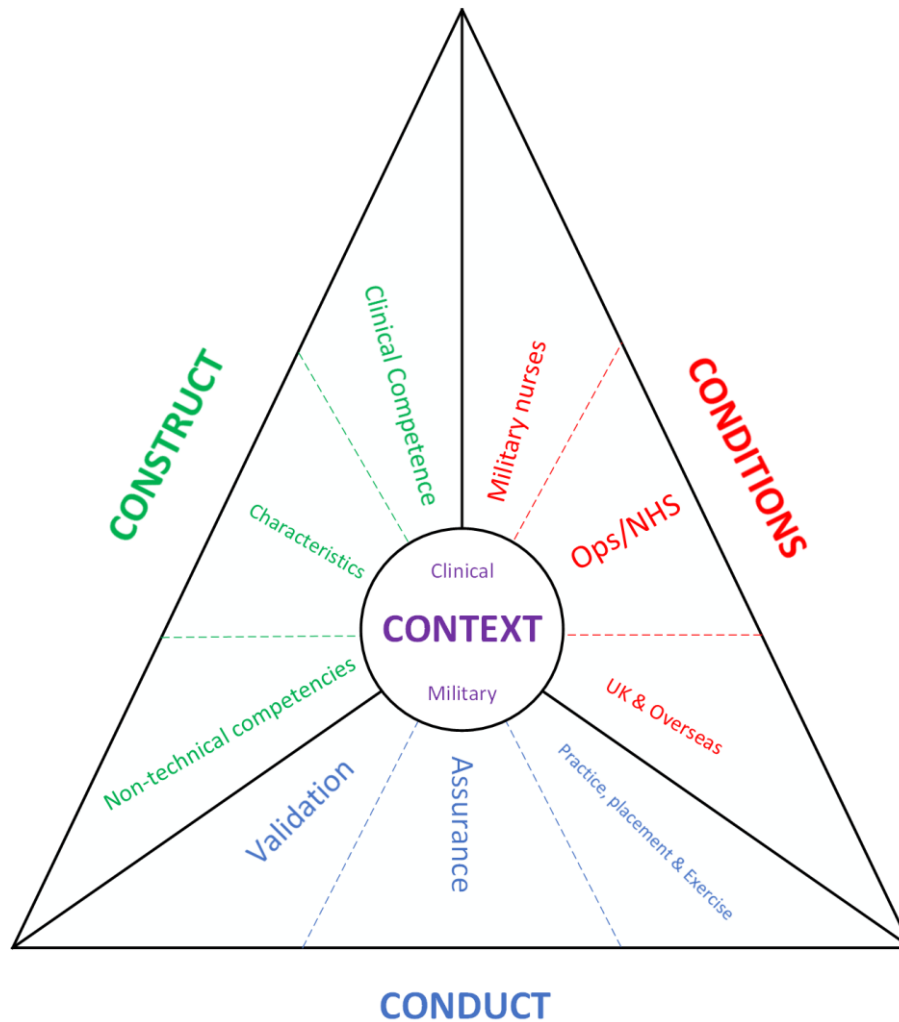 CONSTRUCT
Clinical Competence
Characteristics
Non-technical competencies
CONDITIONS
Military nurses
Ops/NHS
UK & Overseas
Clinical
CONTEXT
Military
Validation
Assurance
Practice, placement & Exercise
CONDUCT